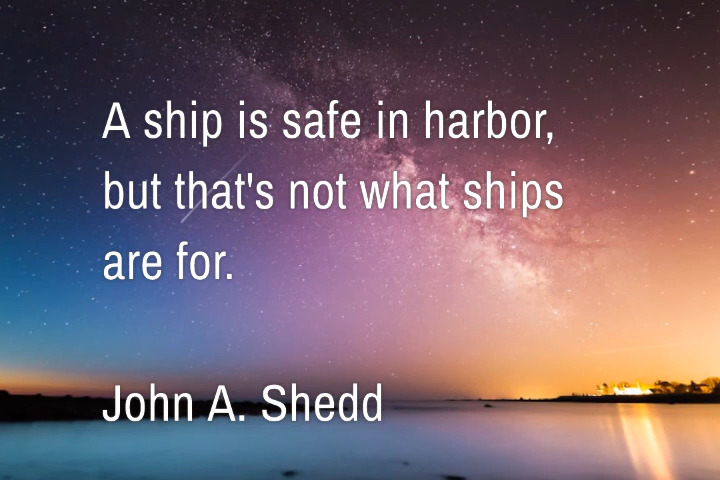 A ship is safe in harbor,
but that's not what ships
are for.
John A. Shedd